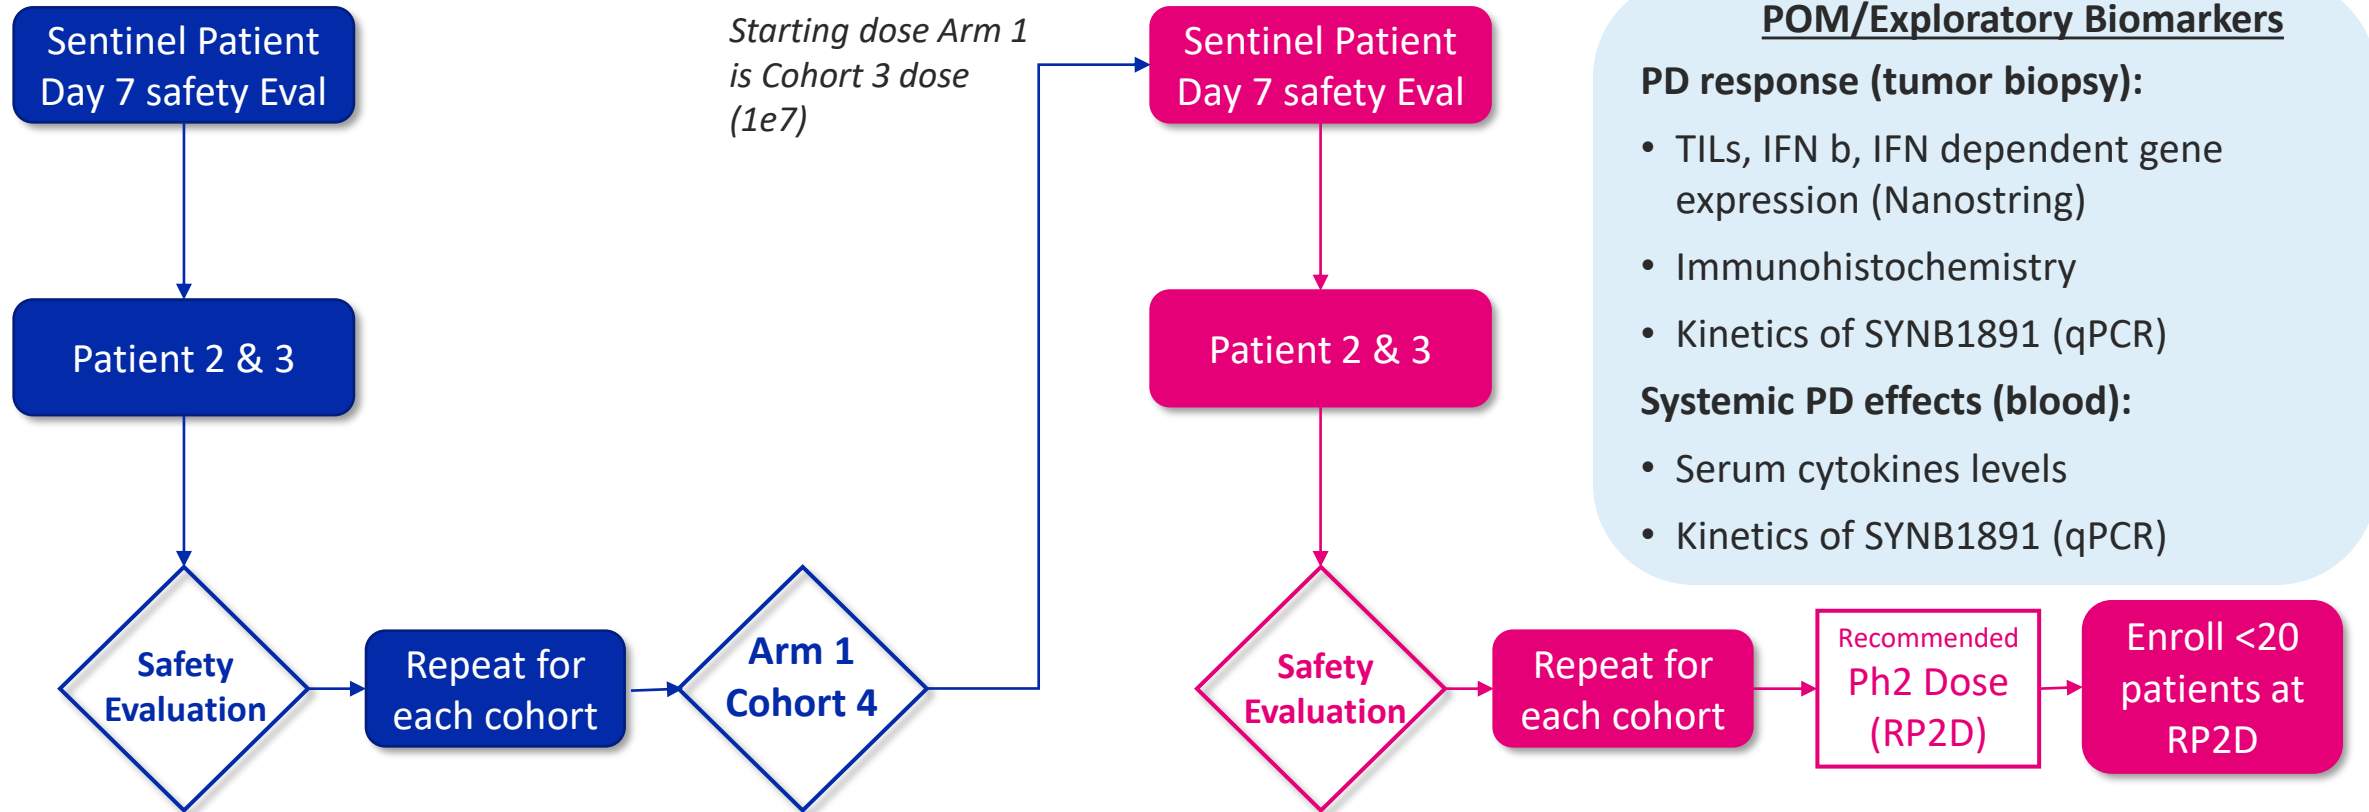 Sentinel Patient
Day 7 safety Eval
Patient 2 & 3
Safety
Evaluation
Repeat for
each cohort
Arm 1
Cohort 4
Starting dose Arm 1
is Cohort 3 dose
(1e7)
Sentinel Patient
Day 7 safety Eval
Patient 2 & 3
Safety
Evaluation
Repeat for
each cohort
Recommended
Ph2 Dose
(RP2D)
Enroll <20
patients at
RP2D
POM/Exploratory Biomarkers
PD response (tumor biopsy):
• TILs, IFN b, IFN dependent gene
expression (Nanostring)
• Immunohistochemistry
• Kinetics of SYNB1891 (qPCR)
Systemic PD effects (blood):
• Serum cytokines levels
• Kinetics of SYNB1891 (qPCR)